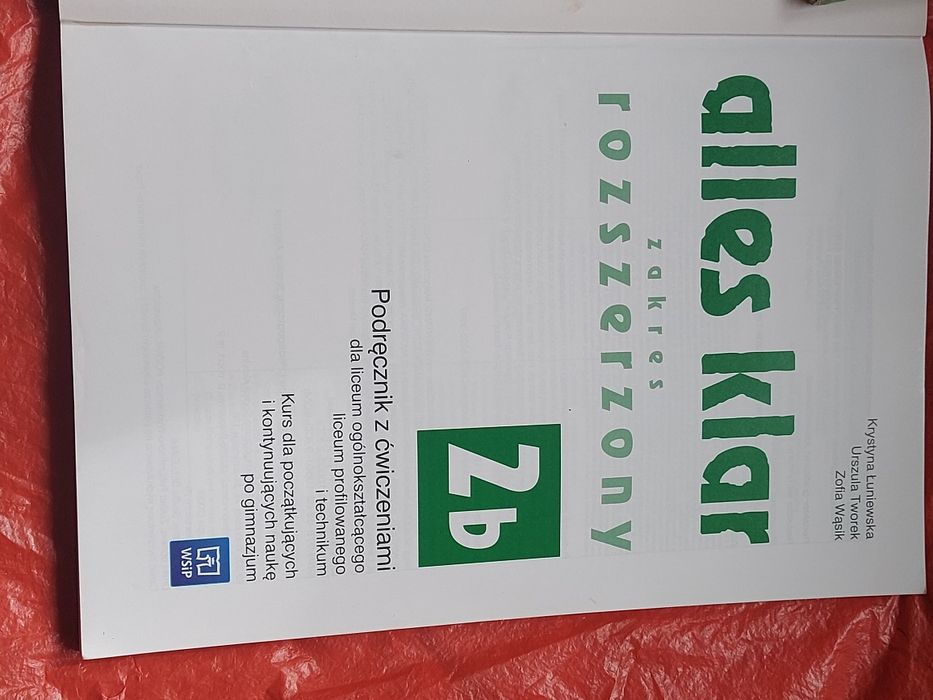 Krystyna Łuniewska
Urszula Tworek
Zofia Wąsik
alles klar
zakres
rozszerzony
2b
Podręcznik z ćwiczeniami
dla liceum ogólnokształcącego
liceum profilowanego
i technikum
Kurs dla początkujących
i kontynuujących naukę
po gimnazjum
WSiP